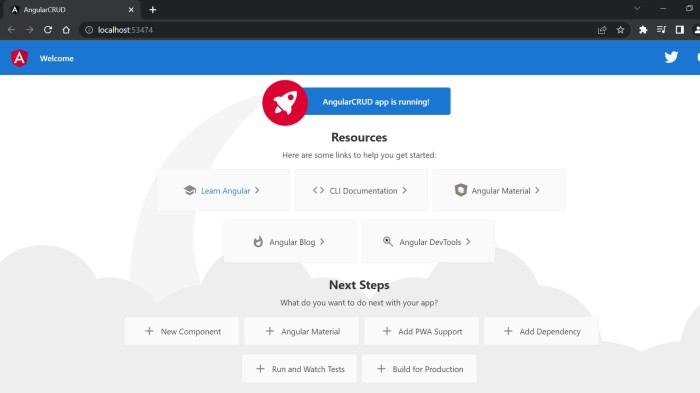 AngularCRUD
localhost:53474
Welcome
AngularCRUD app is running!
Resources
Here are some links to help you get started:
Learn Angular
CLI Documentation
Angular Material
Angular Blog
Angular DevTools
Next Steps
What do you want to do next with your app?
New Component
Angular Material
Add PWA Support
Add Dependency
Run and Watch Tests
Build for Production